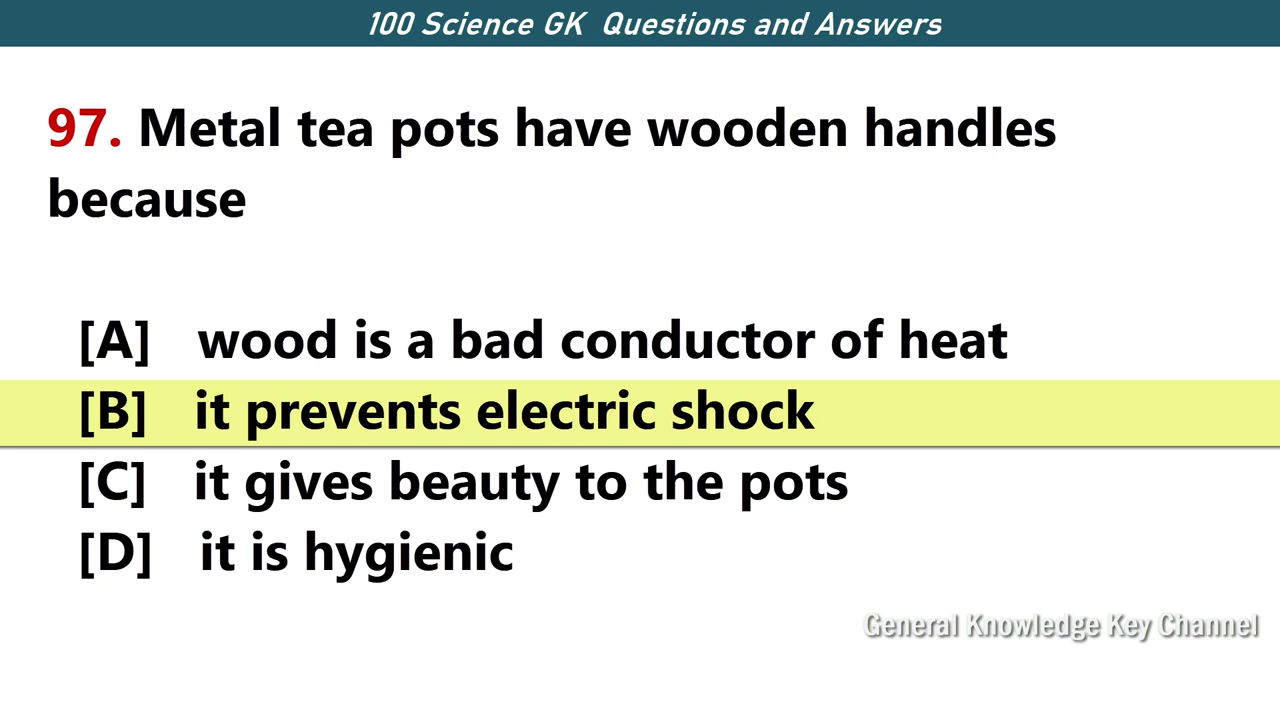 100 Science GK Questions and Answers
97. Metal tea pots have wooden handles
because
[A] wood is a bad conductor of heat
[B] it prevents electric shock
[C] it gives beauty to the pots
[D] it is hygienic
General Knowledge Key Channel